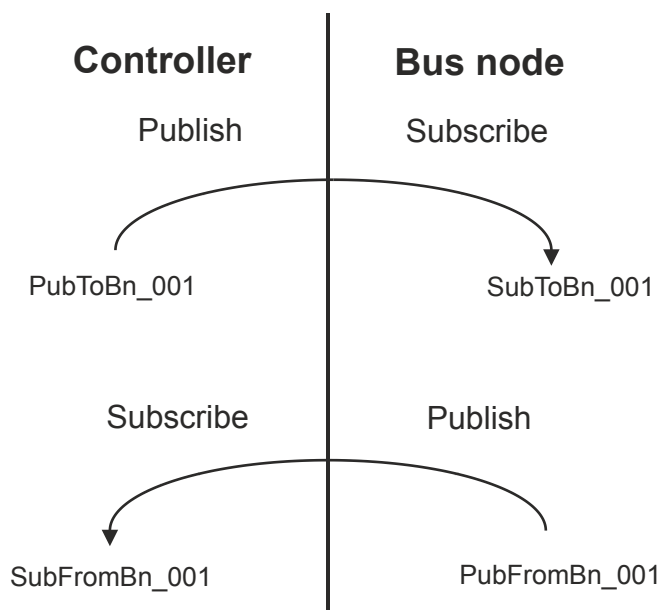 Controller
Bus node
Publish
Subscribe
PubToBn_001
SubToBn_001
Subscribe
Publish
SubFromBn_001
PubFromBn_001